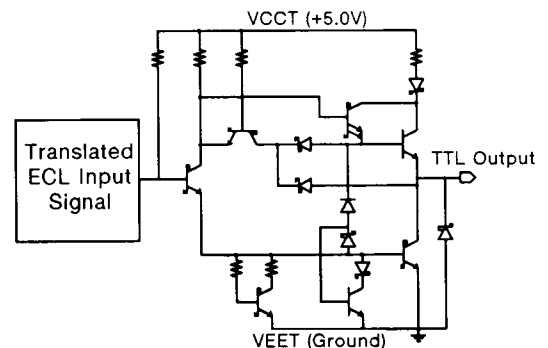 VCCT (+5.0V)
Translated
ECL Input
Signal
TTL Output
VEET (Ground)